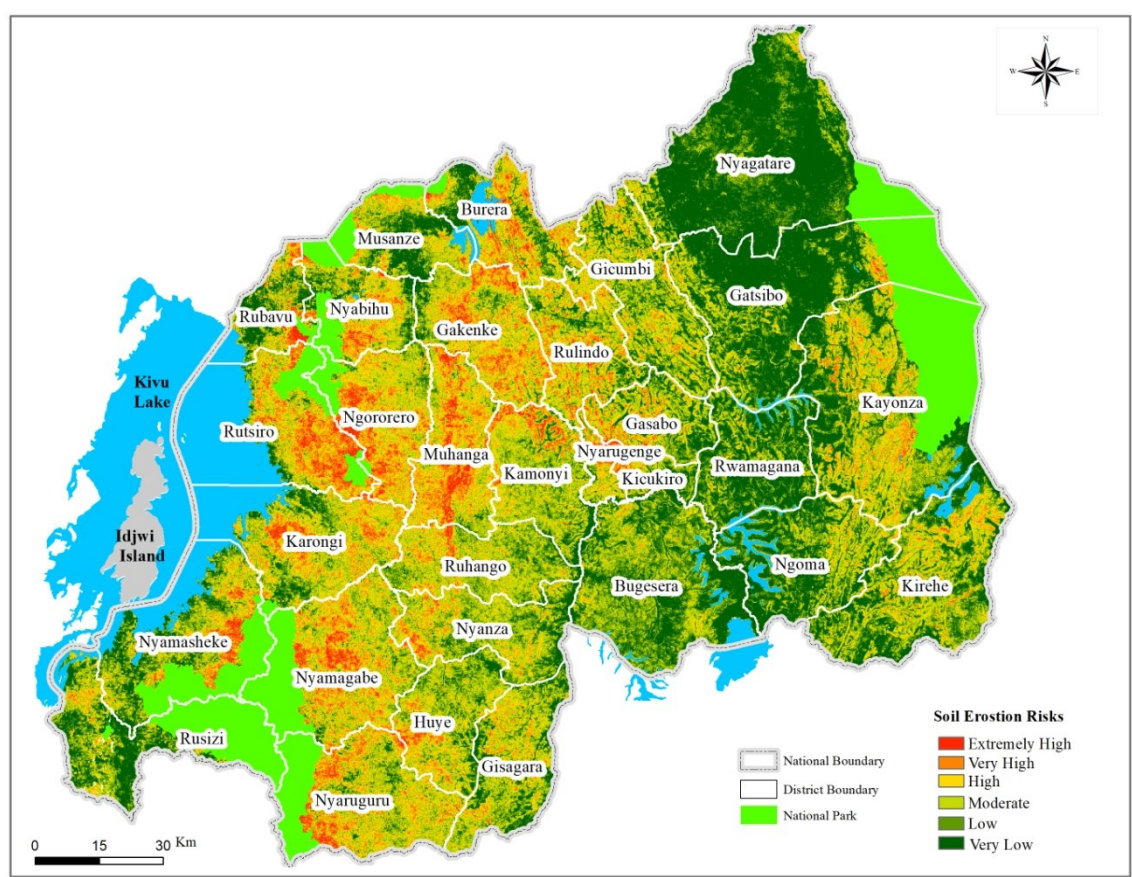 N
W
E
S
Nyagatare
Burera
Musanze
Gicumbi
Gatsibo
Nyabihu
Rubavu
Gakenke
Rulindo
Kivu
Lake
Kayonza
Ngororero
Gasabo
Rutsiro
Muhanga
Nyarugenge
Kamonyi
Rwamagana
Kicukiro
Idjwi
Island
Karongi
Ruhango
Ngoma
Bugesera
Kirehe
Nyamasheke
Nyanza
Nyamagabe
Huye
Rusizi
Gisagara
Nyaruguru
Soil Erostion Risks
Extremely High
Very High
High
Moderate
Low
Very Low
National Boundary
District Boundary
National Park
0 15 30 Km